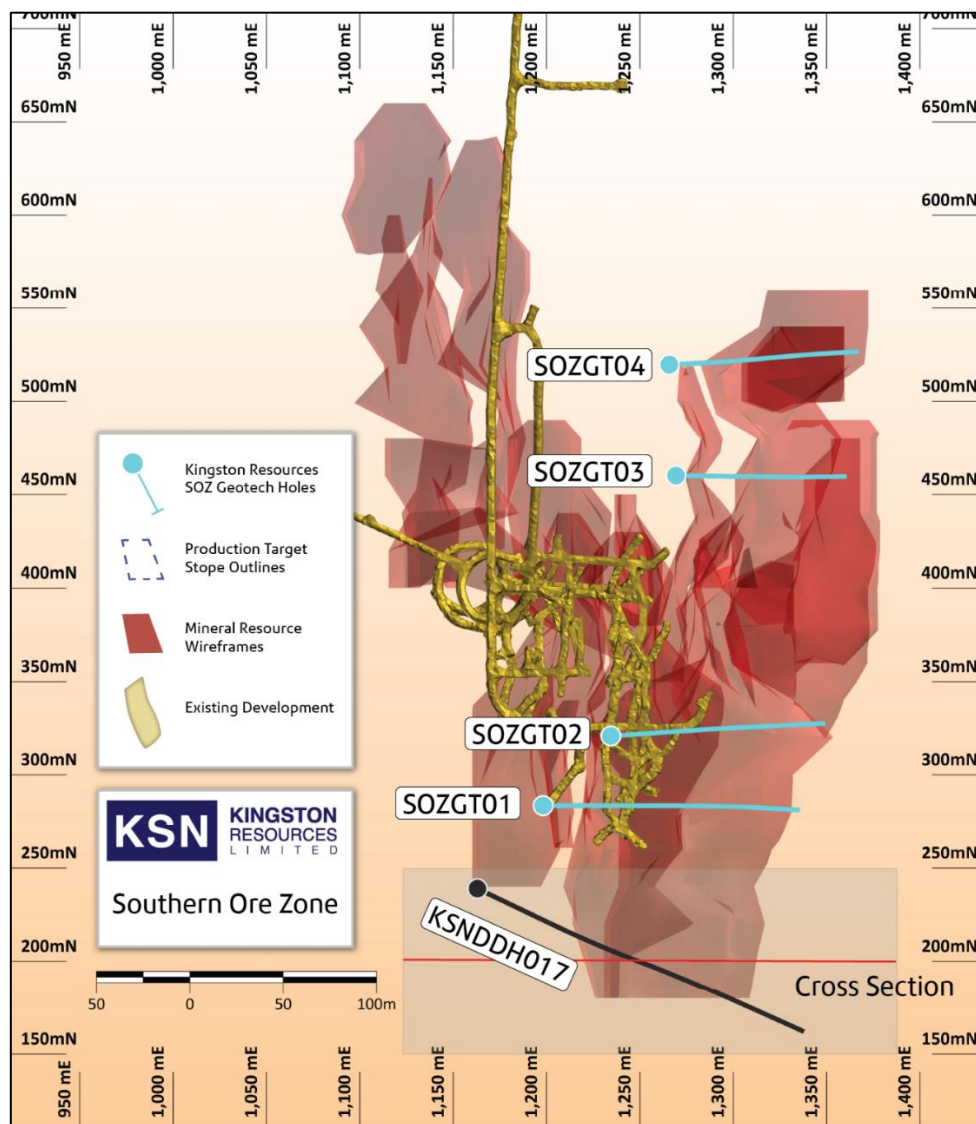 700mN
700mN
950 mE
1,000 mE
1,050 mE
1,100 mE
1,150 mE
1,200 mE
1,250 mE
1,300 mE
1,350 mE
1,400 mE
650mN
650mN
600mN
600mN
550mN
550mN
SOZGT04
500mN
500mN
SOZGT03
450mN
450mN
Kingston Resources
SOZ Geotech Holes
Production Target
Stope Outlines
Mineral Resource
Wireframes
Existing Development
400mN
400mN
350mN
350mN
SOZGT02
300mN
300mN
SOZGT01
KSN
KINGSTON
RESOURCES
LIMITED
Southern Ore Zone
250mN
250mN
KSNDDH017
200mN
200mN
Cross Section
50
0
50
100m
150mN
150mN
950 mE
1,000 mE
1,050 mE
1,100 mE
1,150 mE
1,200 mE
1,250 mE
1,300 mE
1,350 mE
1,400 mE